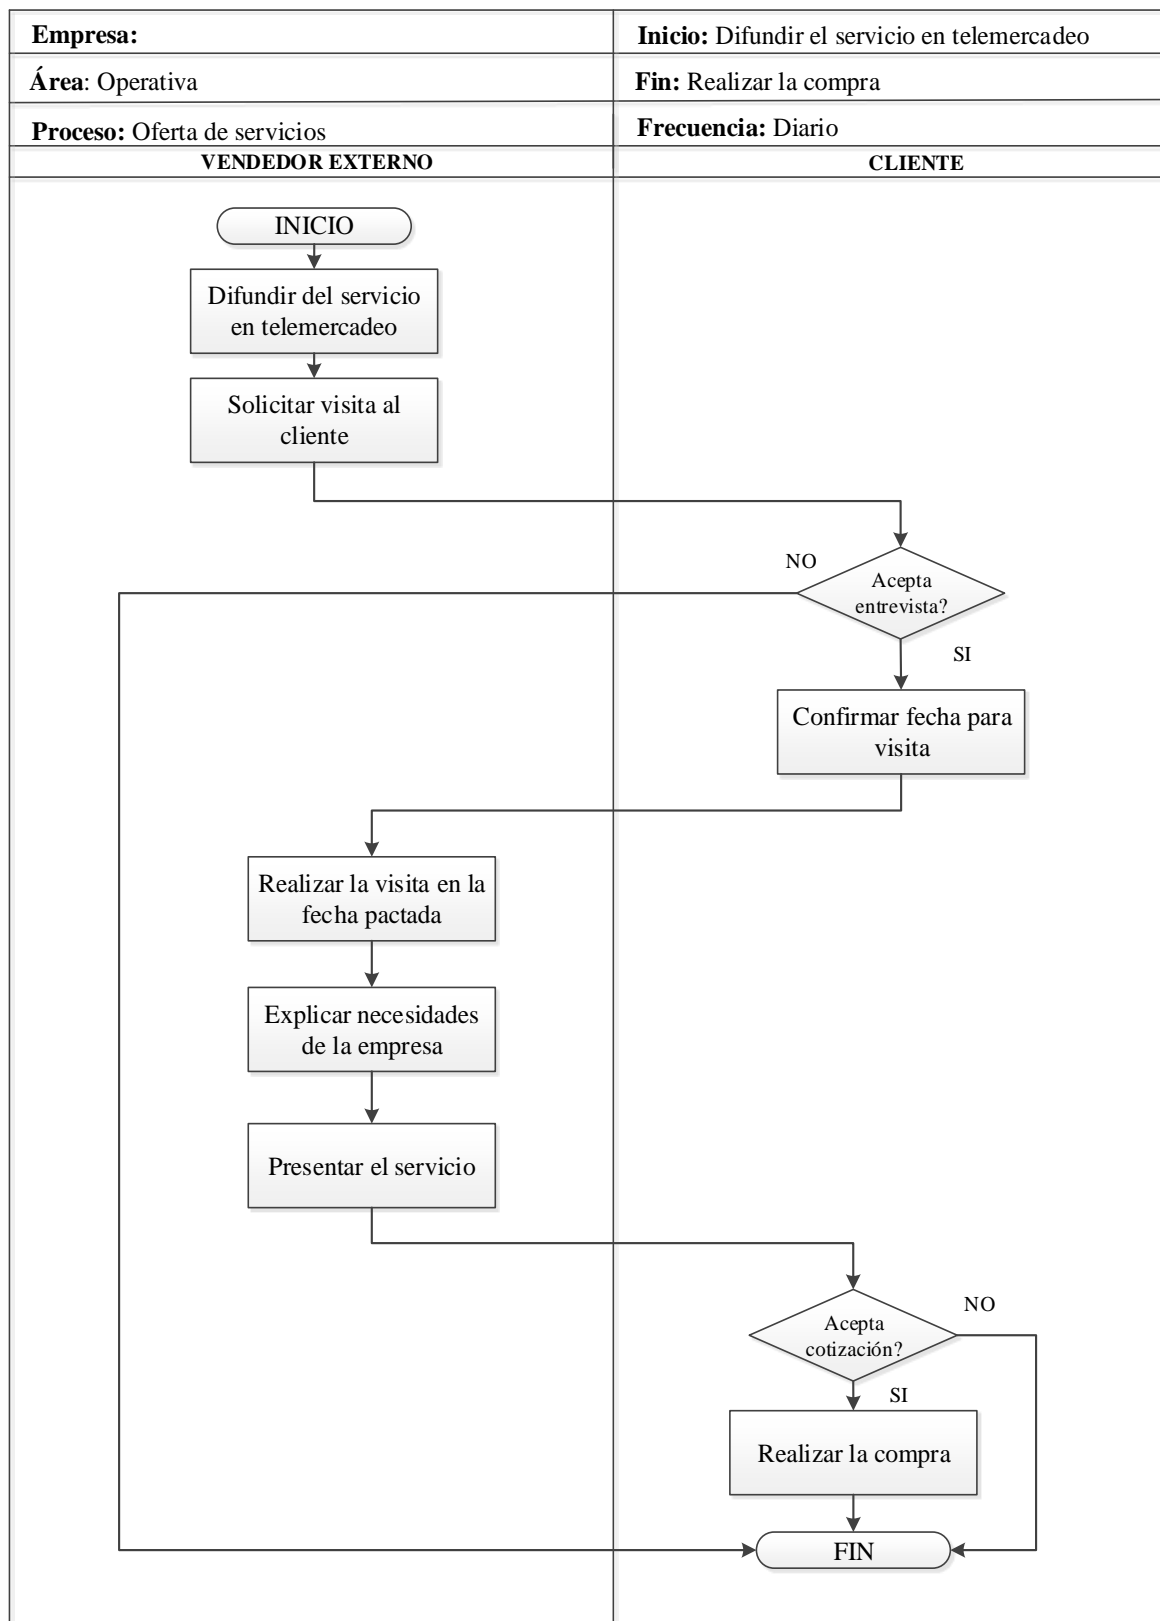 Empresa:
Inicio: Difundir el servicio en telemercadeo
Área: Operativa
Fin: Realizar la compra
Proceso: Oferta de servicios
Frecuencia: Diario
VENDEDOR EXTERNO
CLIENTE
INICIO
Difundir del servicio
en telemercadeo
Solicitar visita al
cliente
NO
Acepta
entrevista?
SI
Confirmar fecha para
visita
Realizar la visita en la
fecha pactada
Explicar necesidades
de la empresa
Presentar el servicio
NO
Acepta
cotización?
SI
Realizar la compra
FIN